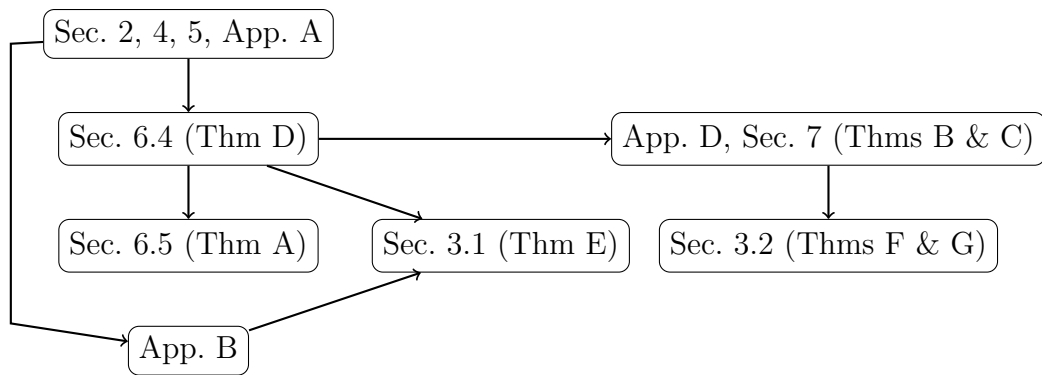 Sec. 2, 4, 5, App. A
Sec. 6.4 (Thm D)
App. D, Sec. 7 (Thms B & C)
Sec. 6.5 (Thm A)
Sec. 3.1 (Thm E)
Sec. 3.2 (Thms F & G)
App. B